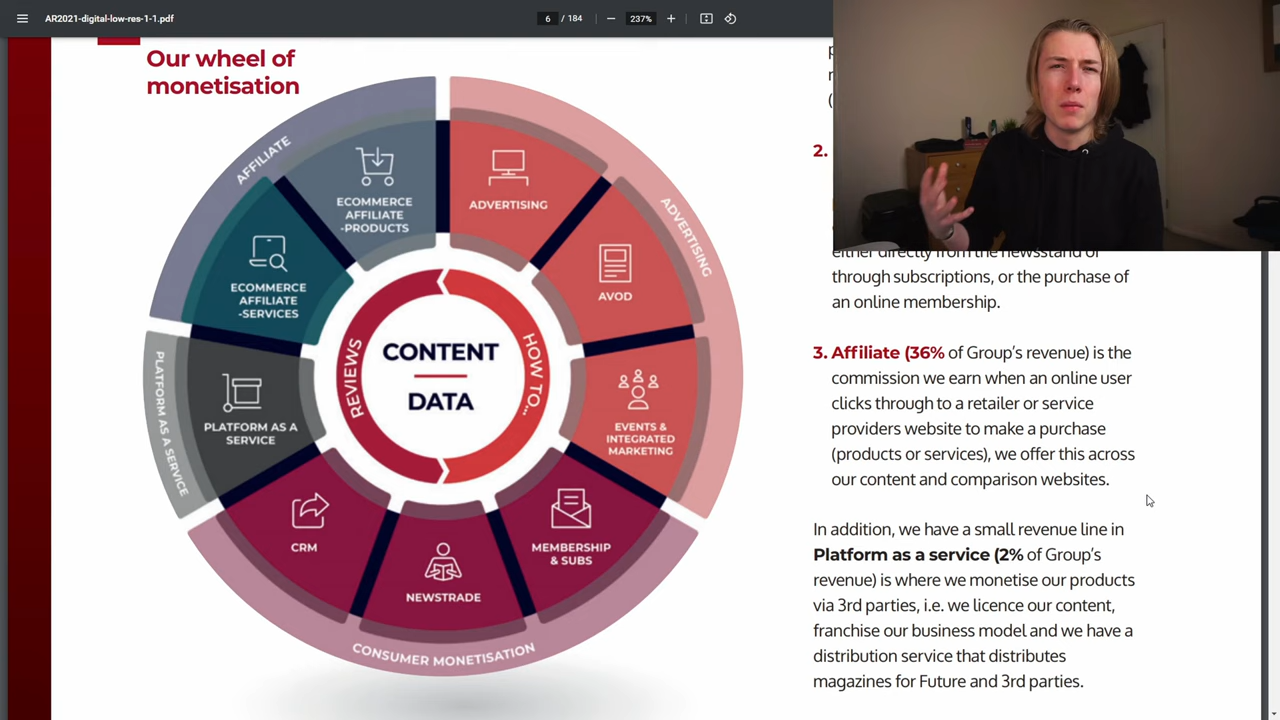 AR2021-digital-low-res-1-1.pdf
6 / 184
237%
Our wheel of
monetisation
AFFILIATE
ADVERTISING
PLATFORM AS A SERVICE
CONSUMER MONETISATION
ECOMMERCE
AFFILIATE
-PRODUCTS
ADVERTISING
AVOD
EVENTS &
INTEGRATED
MARKETING
MEMBERSHIP
& SUBS
NEWSTRADE
CRM
PLATFORM AS A
SERVICE
ECOMMERCE
AFFILIATE
-SERVICES
REVIEWS
HOW TO...
CONTENT
DATA
2.
either directly from the newsstand or
through subscriptions, or the purchase of
an online membership.
3. Affiliate (36% of Group's revenue) is the
commission we earn when an online user
clicks through to a retailer or service
providers website to make a purchase
(products or services), we offer this across
our content and comparison websites.
In addition, we have a small revenue line in
Platform as a service (2% of Group's
revenue) is where we monetise our products
via 3rd parties, i.e. we licence our content,
franchise our business model and we have a
distribution service that distributes
magazines for Future and 3rd parties.